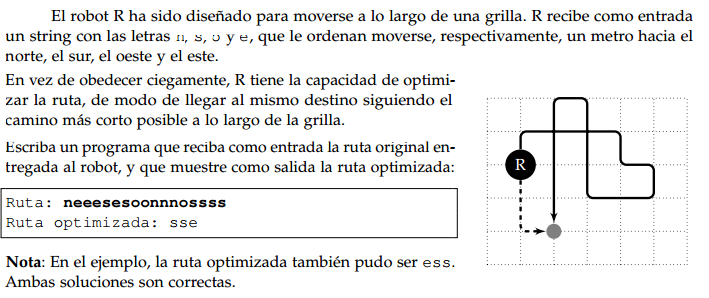 El robot R ha sido diseñado para moverse a lo largo de una grilla. R recibe como entrada
un string con las letras n, s, o y e, que le ordenan moverse, respectivamente, un metro hacia el
norte, el sur, el oeste y el este.
En vez de obedecer ciegamente, R tiene la capacidad de optimi-
zar la ruta, de modo de llegar al mismo destino siguiendo el
camino más corto posible a lo largo de la grilla.
Escriba un programa que reciba como entrada la ruta original en-
tregada al robot, y que muestre como salida la ruta optimizada:
R
Ruta: neeesesoonnnossss
Ruta optimizada: sse
Nota: En el ejemplo, la ruta optimizada también pudo ser ess.
Ambas soluciones son correctas.